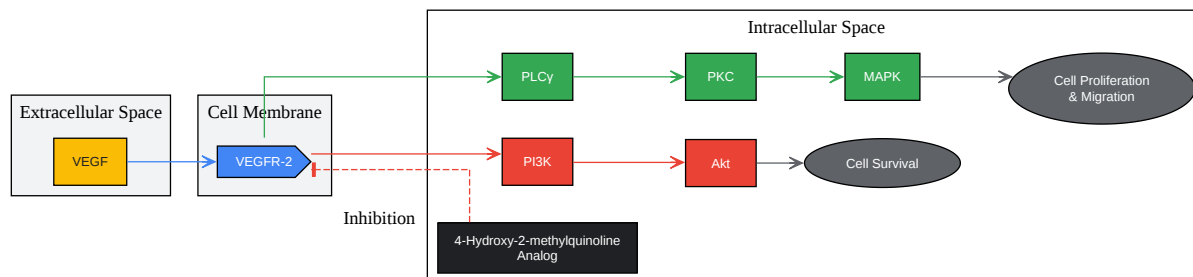 Intracellular Space
PLCγ
PKC
MAPK
Cell Proliferation
& Migration
Extracellular Space
Cell Membrane
VEGF
VEGFR-2
PI3K
Akt
Cell Survival
Inhibition
4-Hydroxy-2-methylquinoline
Analog